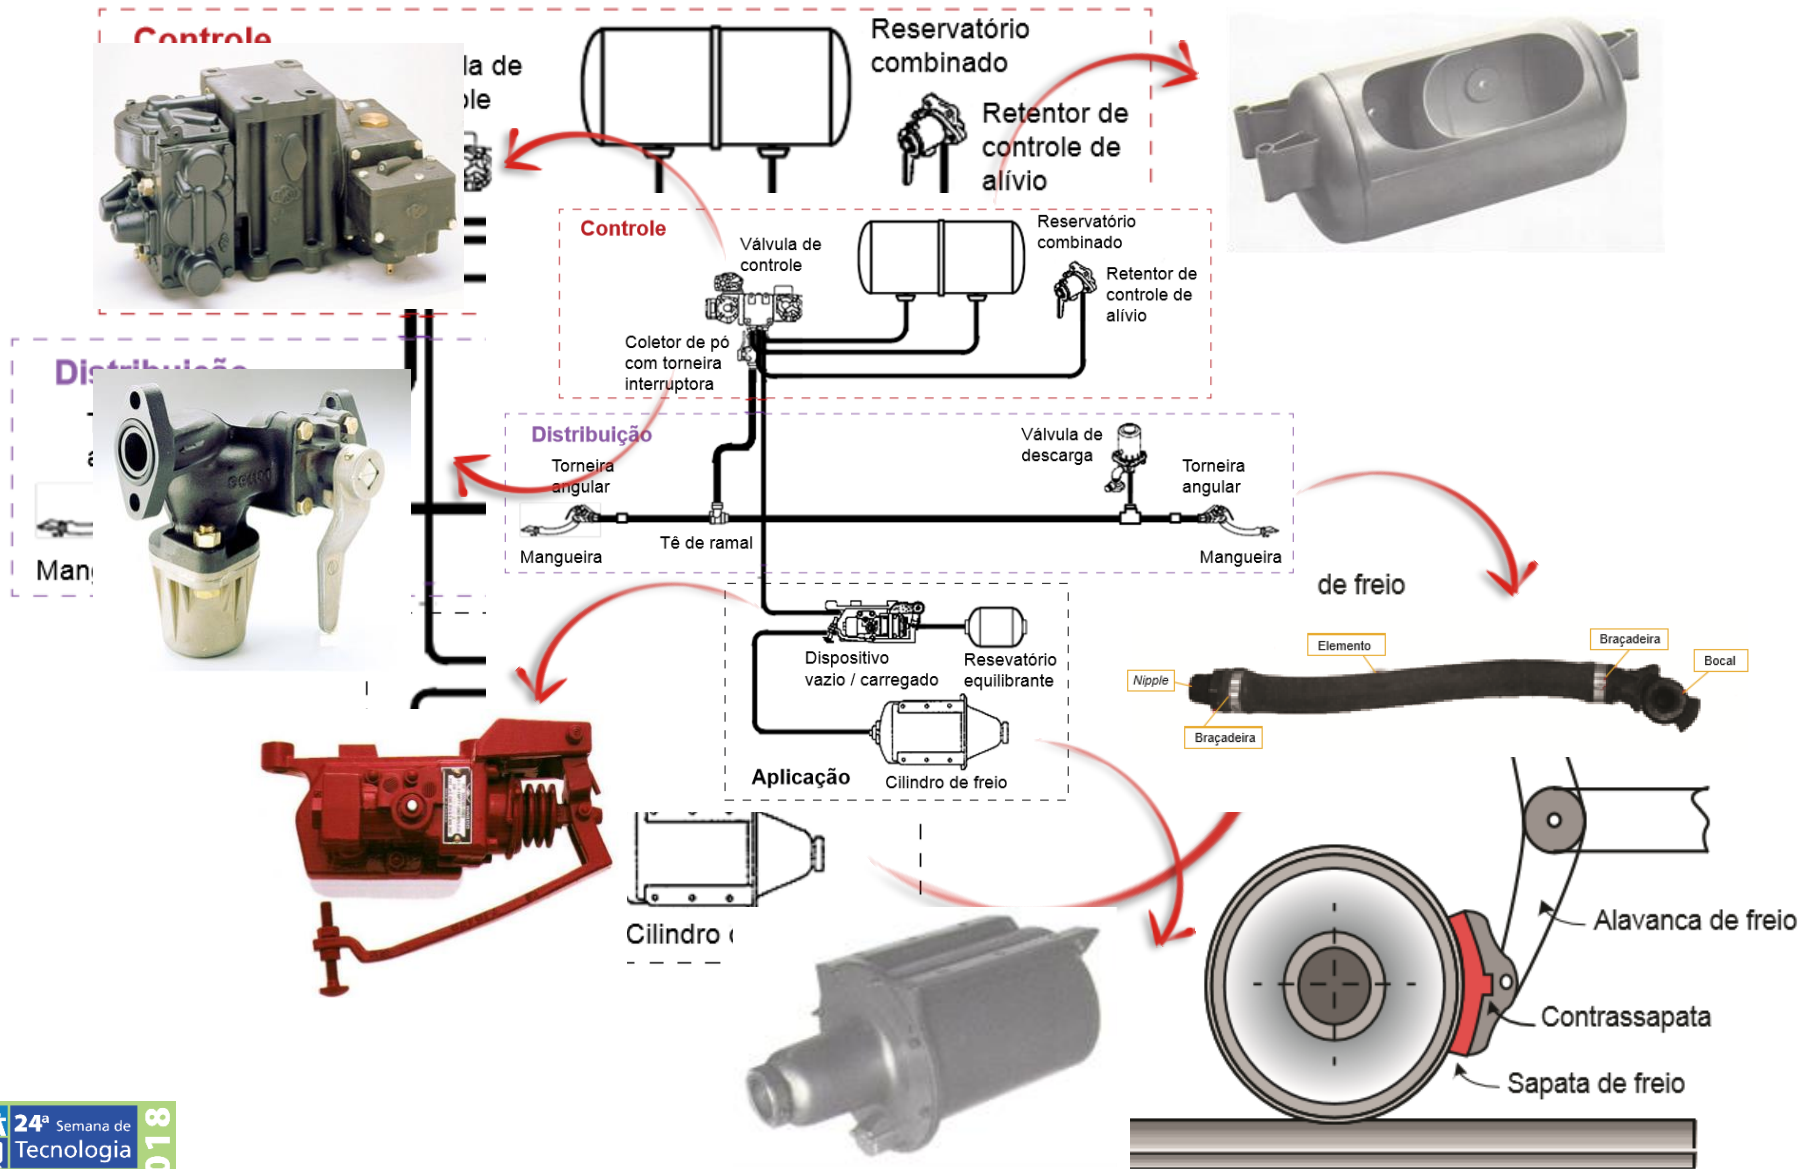 Controle
la de
ole
Reservatório
combinado
Retentor de
controle de
alívio
Controle
Válvula de
controle
Reservatório
combinado
Retentor de
controle de
alívio
Coletor de pó
com torneira
interruptora
Distribuição
Man
Distribuição
Torneira
angular
Válvula de
descarga
Torneira
angular
Mangueira
Tê de ramal
Mangueira
de freio
Nipple
Elemento
Braçadeira
Bocal
Braçadeira
Dispositivo
vazio / carregado
Resevatório
equilibrante
Aplicação
Cilindro de freio
Cilindro
Alavanca de freio
Contrassapata
Sapata de freio
24ª Semana de
Tecnologia
018